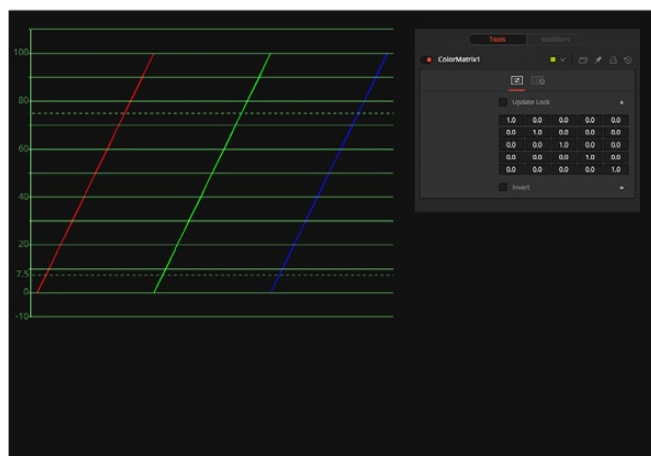 100
80
60
40
20
7.5
0
-10
Tools Modifiers
ColorMatrix1
Update Lock
1.0 0.0 0.0 0.0 0.0
0.0 1.0 0.0 0.0 0.0
0.0 0.0 1.0 0.0 0.0
0.0 0.0 0.0 1.0 0.0
0.0 0.0 0.0 0.0 1.0
Invert